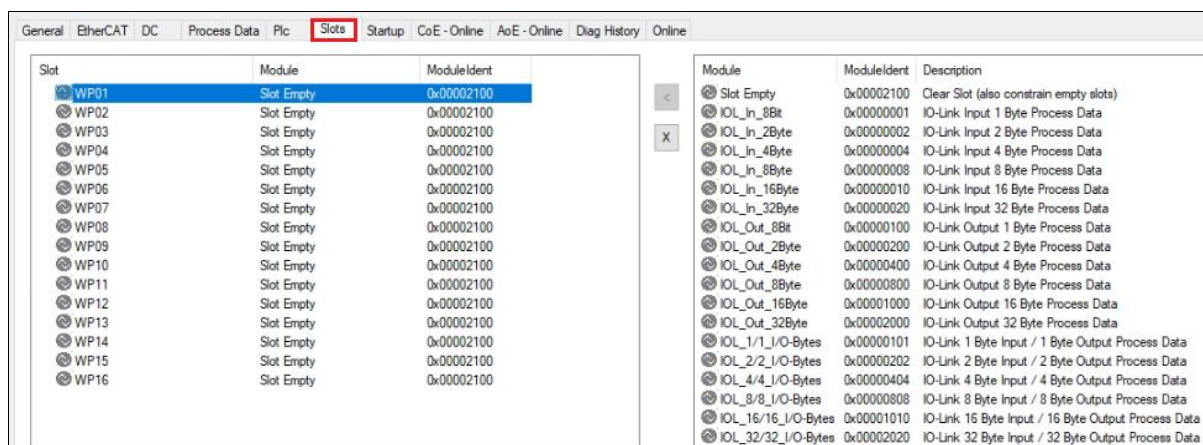 General EtherCAT DC Process Data Plc Slots Startup CoE - Online AoE - Online Diag History Online
Slot Module ModuleIdent
WP01 Slot Empty 0x00002100
WP02 Slot Empty 0x00002100
WP03 Slot Empty 0x00002100
WP04 Slot Empty 0x00002100
WP05 Slot Empty 0x00002100
WP06 Slot Empty 0x00002100
WP07 Slot Empty 0x00002100
WP08 Slot Empty 0x00002100
WP09 Slot Empty 0x00002100
WP10 Slot Empty 0x00002100
WP11 Slot Empty 0x00002100
WP12 Slot Empty 0x00002100
WP13 Slot Empty 0x00002100
WP14 Slot Empty 0x00002100
WP15 Slot Empty 0x00002100
WP16 Slot Empty 0x00002100
<
X
Module ModuleIdent Description
Slot Empty 0x00002100 Clear Slot (also constrain empty slots)
IOL_In_8Bit 0x00000001 IO-Link Input 1 Byte Process Data
IOL_In_2Byte 0x00000002 IO-Link Input 2 Byte Process Data
IOL_In_4Byte 0x00000004 IO-Link Input 4 Byte Process Data
IOL_In_8Byte 0x00000008 IO-Link Input 8 Byte Process Data
IOL_In_16Byte 0x00000010 IO-Link Input 16 Byte Process Data
IOL_In_32Byte 0x00000020 IO-Link Input 32 Byte Process Data
IOL_Out_8Bit 0x00000100 IO-Link Output 1 Byte Process Data
IOL_Out_2Byte 0x00000200 IO-Link Output 2 Byte Process Data
IOL_Out_4Byte 0x00000400 IO-Link Output 4 Byte Process Data
IOL_Out_8Byte 0x00000800 IO-Link Output 8 Byte Process Data
IOL_Out_16Byte 0x00001000 IO-Link Output 16 Byte Process Data
IOL_Out_32Byte 0x00002000 IO-Link Output 32 Byte Process Data
IOL_1/1_I/O-Bytes 0x00000101 IO-Link 1 Byte Input / 1 Byte Output Process Data
IOL_2/2_I/O-Bytes 0x00000202 IO-Link 2 Byte Input / 2 Byte Output Process Data
IOL_4/4_I/O-Bytes 0x00000404 IO-Link 4 Byte Input / 4 Byte Output Process Data
IOL_8/8_I/O-Bytes 0x00000808 IO-Link 8 Byte Input / 8 Byte Output Process Data
IOL_16/16_I/O-Bytes 0x00001010 IO-Link 16 Byte Input / 16 Byte Output Process Data
IOL_32/32_I/O-Bytes 0x00002020 IO-Link 32 Byte Input / 32 Byte Output Process Data